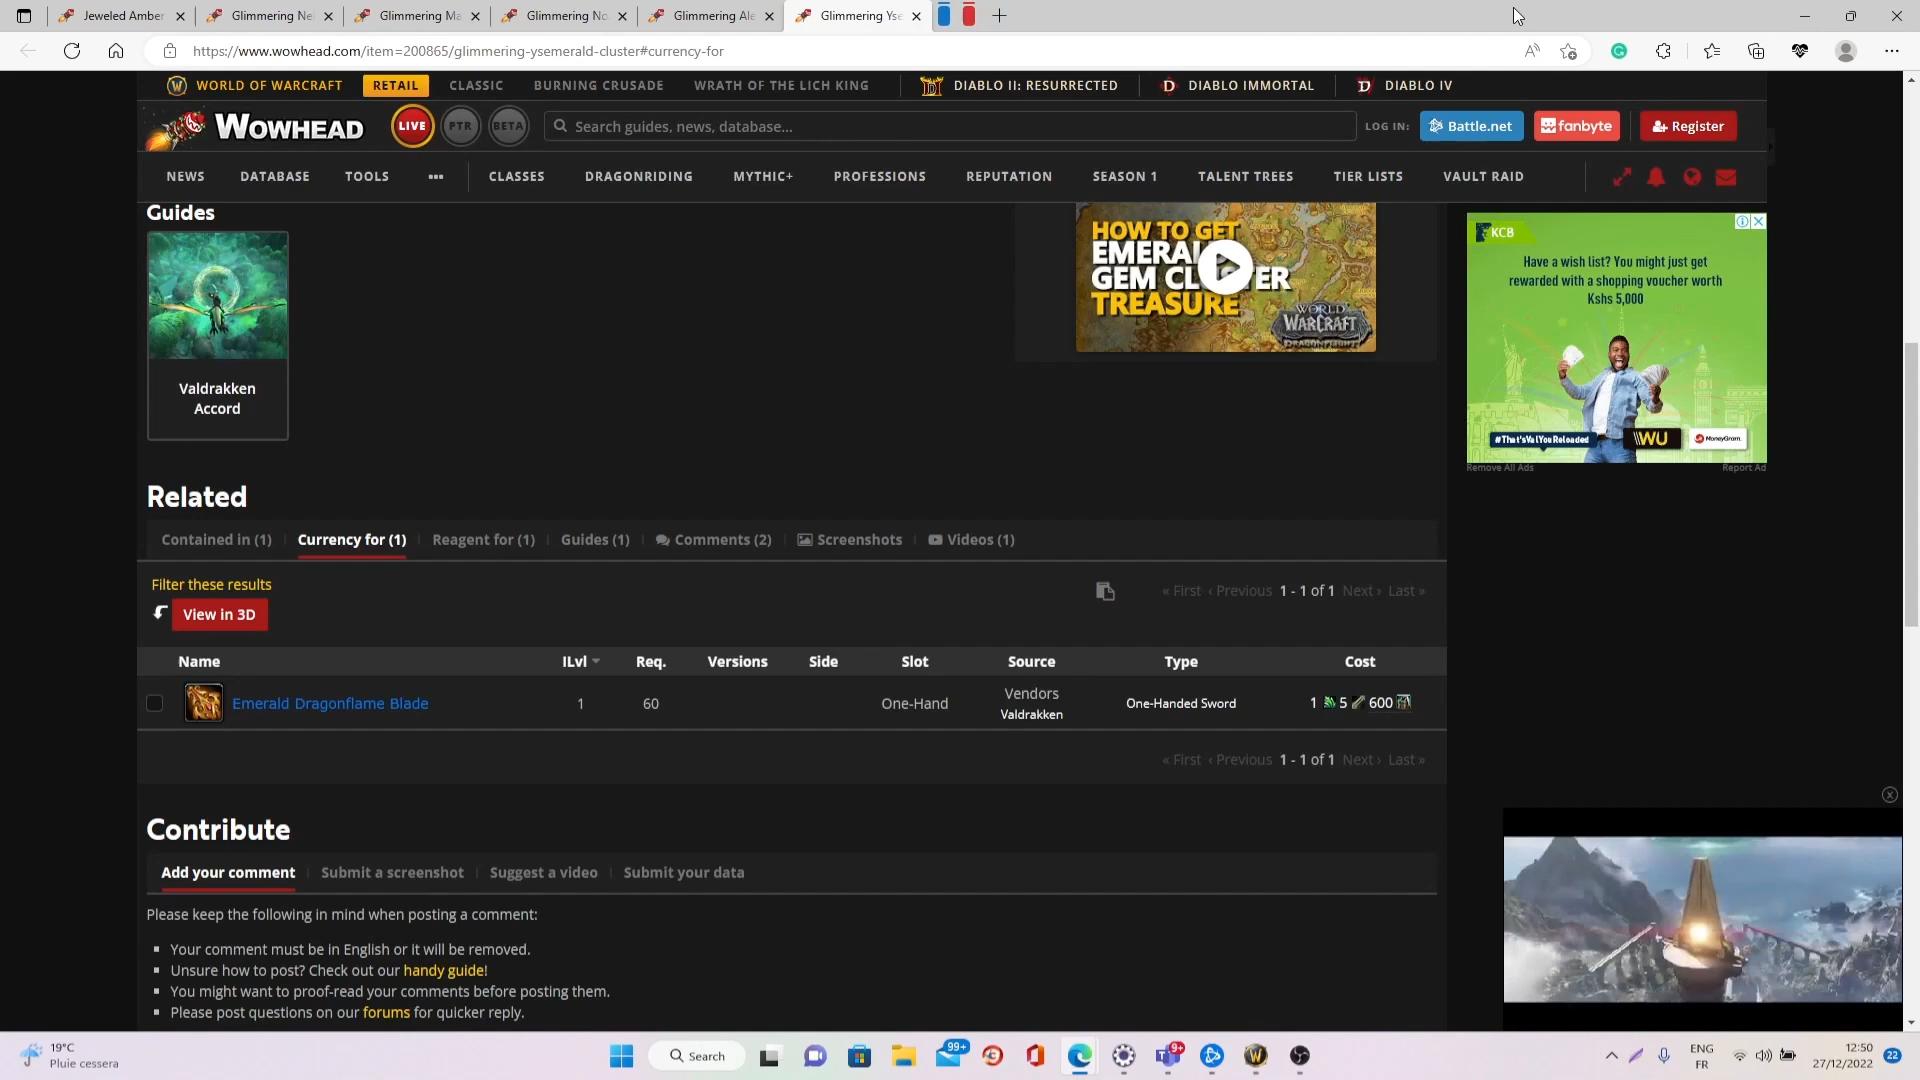 Jeweled Amber
Glimmering Ne
Glimmering Ma
Glimmering No
Glimmering Ale
Glimmering Yse
https://www.wowhead.com/item=200865/glimmering-ysemerald-cluster#currency-for
WORLD OF WARCRAFT RETAIL CLASSIC BURNING CRUSADE WRATH OF THE LICH KING DIABLO II: RESURRECTED DIABLO IMMORTAL DIABLO IV
WOWHEAD LIVE PTR BETA Search guides, news, database... LOG IN: Battle.net fanbyte Register
NEWS DATABASE TOOLS ••• CLASSES DRAGONRIDING MYTHIC+ PROFESSIONS REPUTATION SEASON 1 TALENT TREES TIER LISTS VAULT RAID
Guides
Valdrakken
Accord
HOW TO GET
GEM CL TER
TREASURE
WORLD
WARCRAFT
DRAGONFLIGHT
KCB
Have a wish list? You might just get
rewarded with a shopping voucher worth
Kshs 5,000
#That'sValYouReloaded WU MoneyGram.
Remove All Ads Report Ad
Related
Contained in (1) Currency for (1) Reagent for (1) Guides (1) Comments (2) Screenshots Videos (1)
Filter these results
View in 3D
« First ‹ Previous 1 - 1 of 1 Next › Last »
Name ILvl Req. Versions Side Slot Source Type Cost
Emerald Dragonflame Blade 1 60 One-Hand Vendors
Valdrakken One-Handed Sword 1 5 600
« First ‹ Previous 1 - 1 of 1 Next › Last »
Contribute
Add your comment Submit a screenshot Suggest a video Submit your data
Please keep the following in mind when posting a comment:
Your comment must be in English or it will be removed.
Unsure how to post? Check out our handy guide!
You might want to proof-read your comments before posting them.
Please post questions on our forums for quicker reply.
19°C
Pluie cessera
Search
99+
9+
ENG
FR
12:50
27/12/2022
22